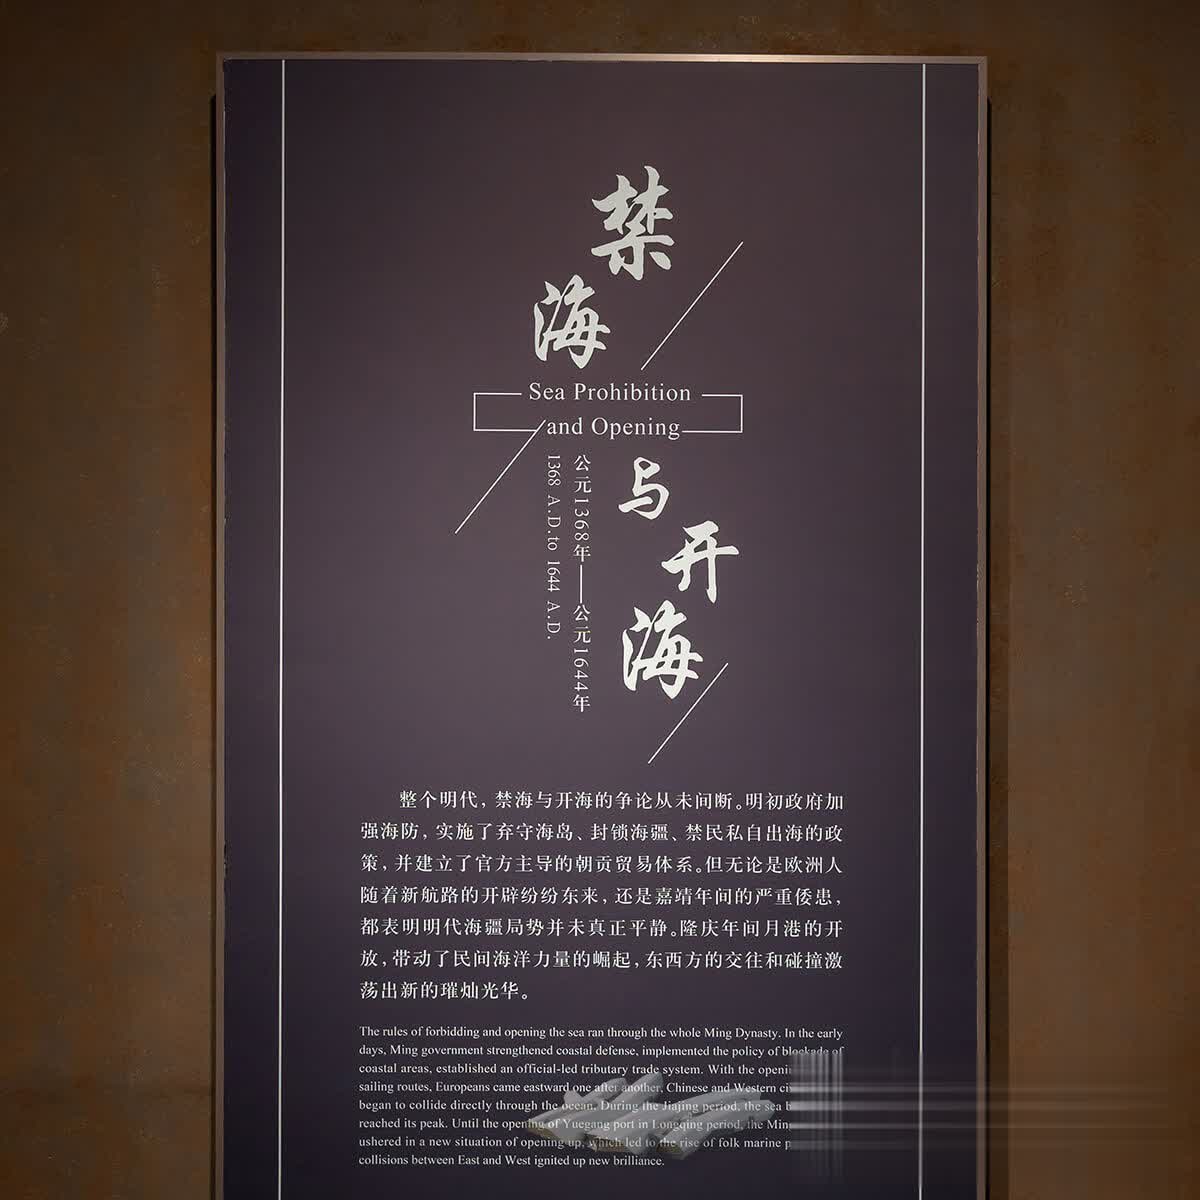 禁海
Sea Prohibition
and Opening
与开海
公元1368年——公元1644年
1368 A.D.to 1644 A.D.
整个明代，禁海与开海的争论从未间断。明初政府加
强海防，实施了弃守海岛、封锁海疆、禁民私自出海的政
策，并建立了官方主导的朝贡贸易体系。但无论是欧洲人
随着新航路的开辟纷纷东来，还是嘉靖年间的严重倭患，
都表明明代海疆局势并未真正平静。隆庆年间月港的开
放，带动了民间海洋力量的崛起，东西方的交往和碰撞激
荡出新的璀灿光华。
The rules of forbidding and opening the sea ran through the whole Ming Dynasty. In the early
days, Ming government strengthened coastal defense, implemented the policy of blockade of
coastal areas, established an official-led tributary trade system. With the
sailing routes, Europeans came eastward one after another, Chinese and Western
began to collide directly through the ocean. During the Jiajing period, the sea
reached its peak. Until the opening of Yuegang port in Longqing period, the
ushered in a new situation of opening up, which led to the rise of folk marine
collisions between East and West ignited up new brilliance.